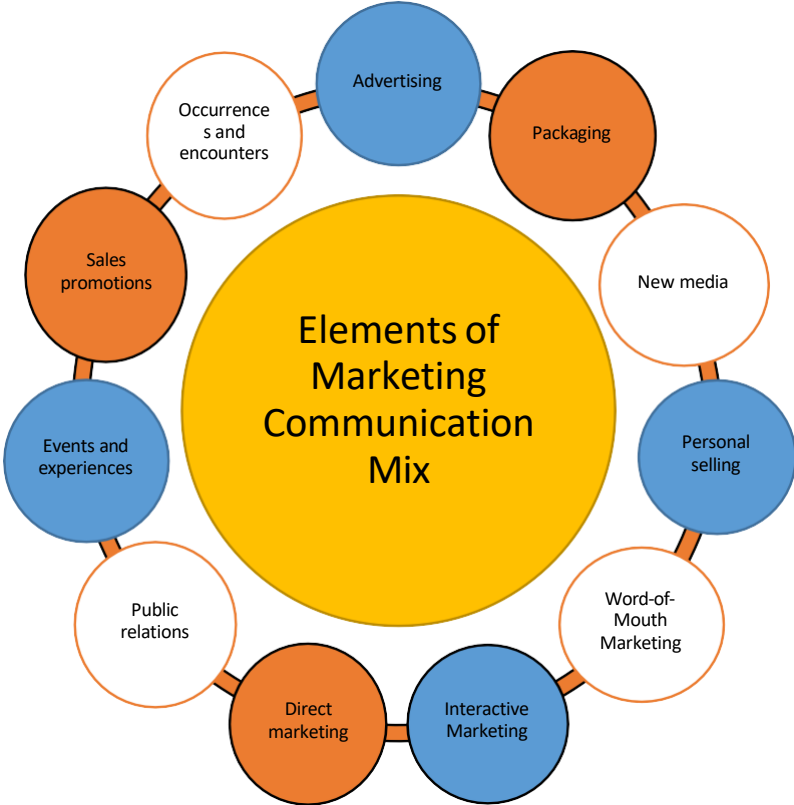 Advertising
Packaging
New media
Personal
selling
Word-of-
Mouth
Marketing
Interactive
Marketing
Direct
marketing
Public
relations
Events and
experiences
Sales
promotions
Occurrence
s and
encounters
Elements of
Marketing
Communication
Mix